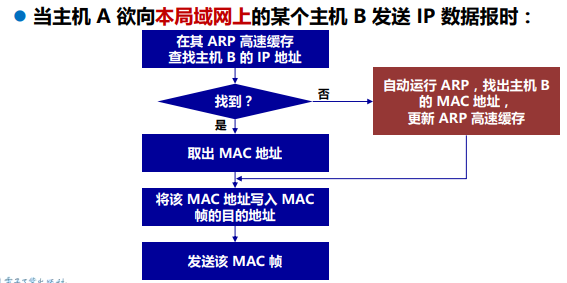 当主机 A 欲向本局域网上的某个主机 B 发送 IP 数据报时：
在其 ARP 高速缓存
查找主机 B 的 IP 地址
找到？
否
是
自动运行 ARP，找出主机 B
的 MAC 地址，
更新 ARP 高速缓存
取出 MAC 地址
将该 MAC 地址写入 MAC
帧的目的地址
发送该 MAC 帧